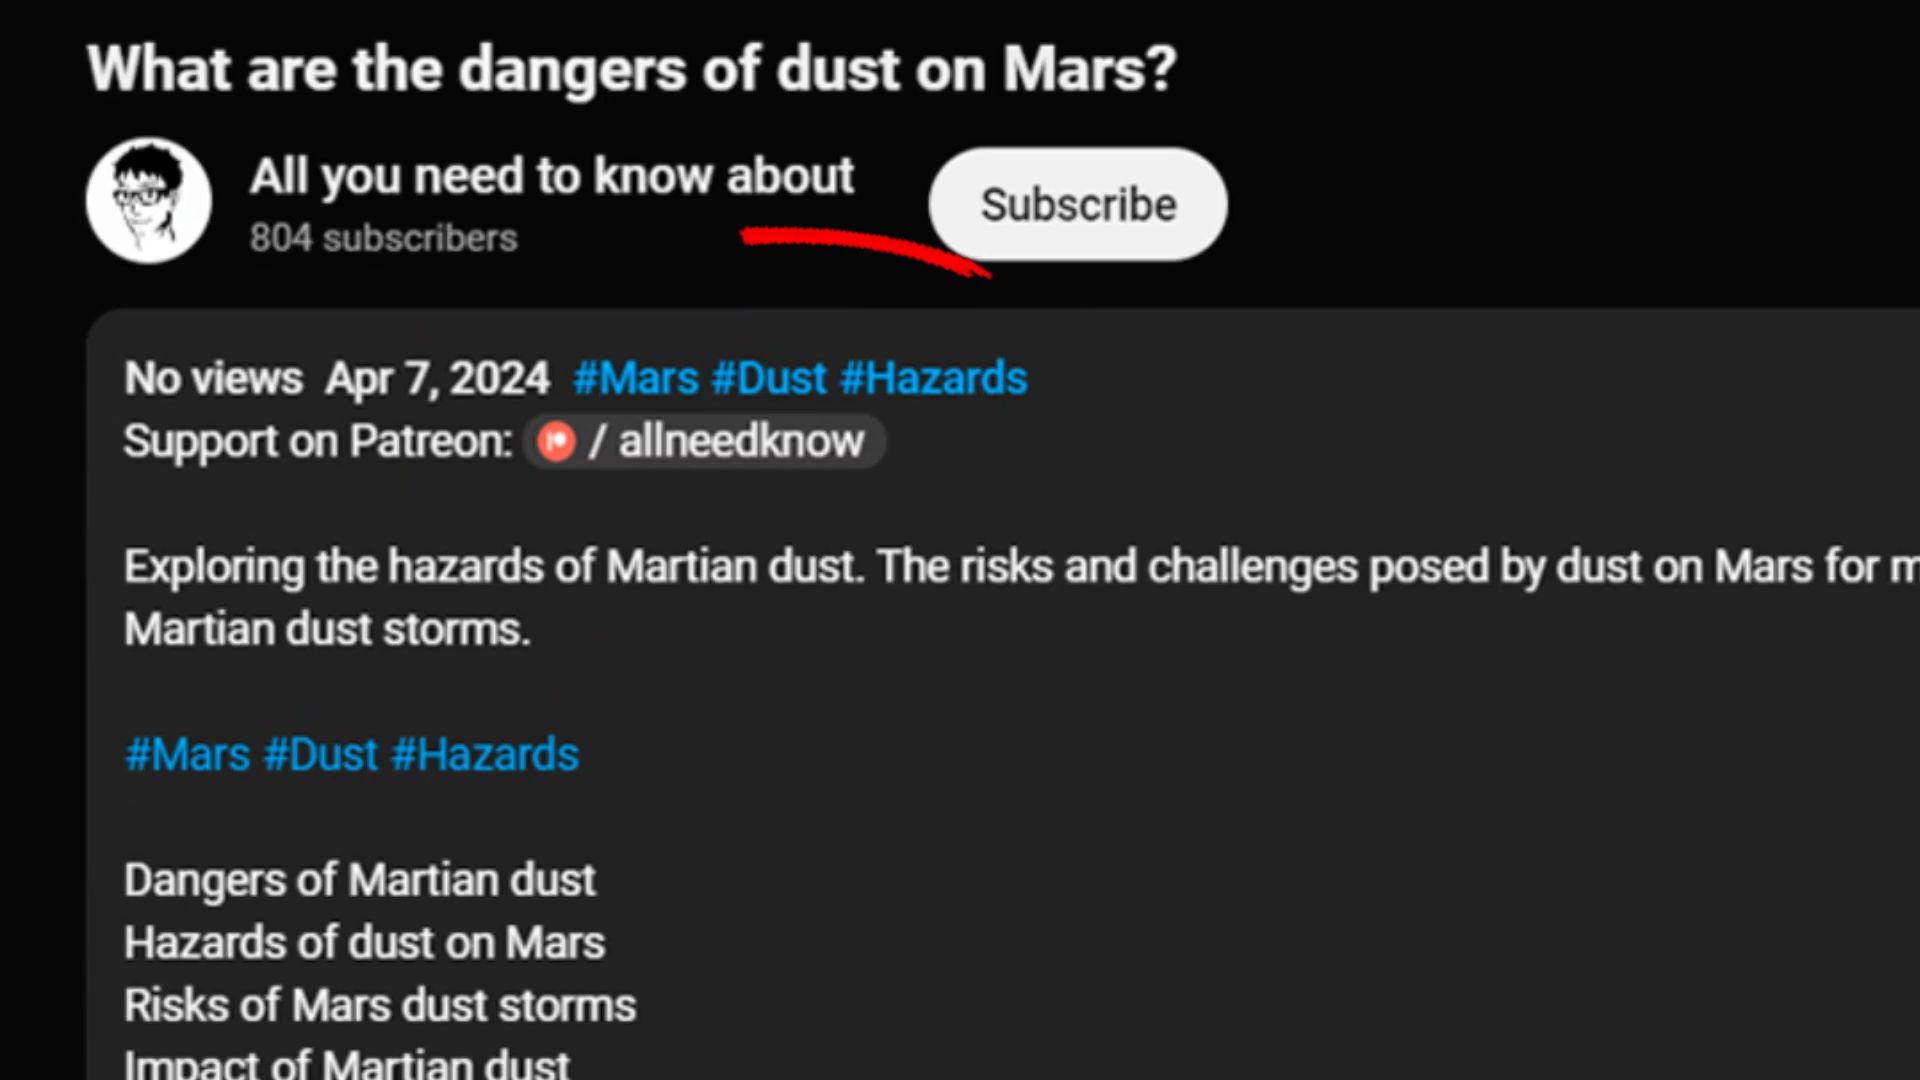 What are the dangers of dust on Mars?
All you need to know about
Subscribe
804 subscribers
No views Apr 7, 2024 #Mars #Dust #Hazards
Support on Patreon: / allneedknow
Exploring the hazards of Martian dust. The risks and challenges posed by dust on Mars for
Martian dust storms.
#Mars #Dust #Hazards
Dangers of Martian dust
Hazards of dust on Mars
Risks of Mars dust storms
Impact of Martian dust